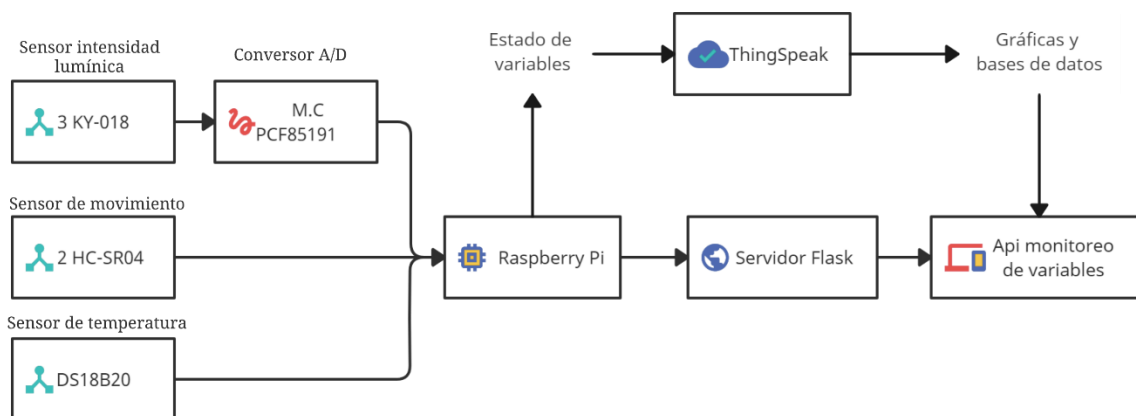 Sensor intensidad
lumínica
3 KY-018
Conversor A/D
M.C
PCF85191
Sensor de movimiento
2 HC-SR04
Sensor de temperatura
DS18B20
Raspberry Pi
Estado de
variables
ThingSpeak
Gráficas y
bases de datos
Servidor Flask
Api monitoreo
de variables